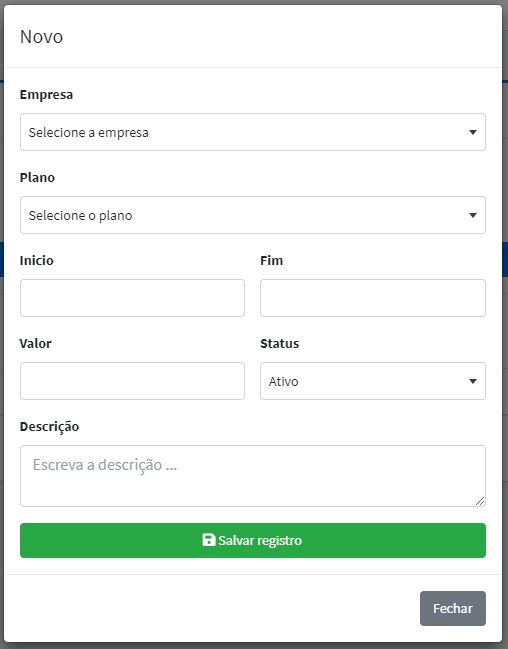 Novo
Empresa
Selecione a empresa
Plano
Selecione o plano
Inicio Fim
Valor Status
Ativo
Descrição
Escreva a descrição ...
Salvar registro
Fechar